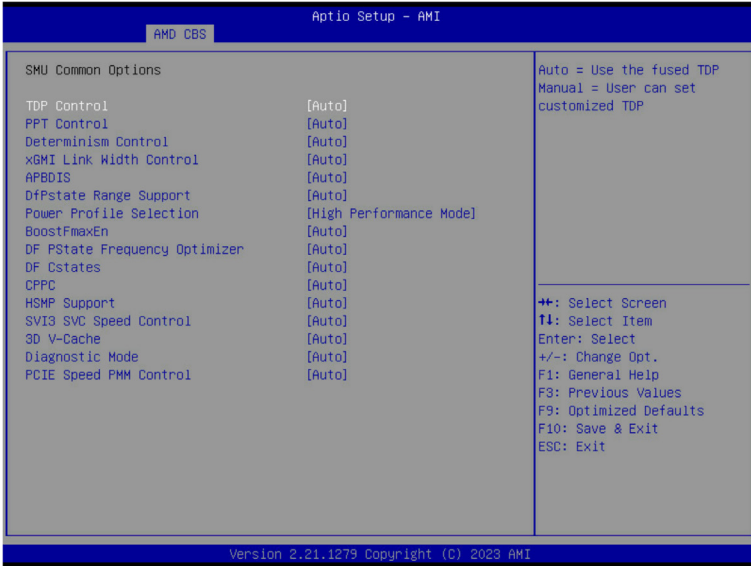 Aptio Setup – AMI
AMD CBS
SMU Common Options
TDP Control [Auto]
PPT Control [Auto]
Determinism Control [Auto]
xGMI Link Width Control [Auto]
APBDIS [Auto]
DfPstate Range Support [Auto]
Power Profile Selection [High Performance Mode]
BoostFmaxEn [Auto]
DF PState Frequency Optimizer [Auto]
DF Cstates [Auto]
CPPC [Auto]
HSMP Support [Auto]
SVI3 SVC Speed Control [Auto]
3D V-Cache [Auto]
Diagnostic Mode [Auto]
PCIE Speed PMM Control [Auto]
Auto = Use the fused TDP
Manual = User can set
customized TDP
→←: Select Screen
↑↓: Select Item
Enter: Select
+/-: Change Opt.
F1: General Help
F3: Previous Values
F9: Optimized Defaults
F10: Save & Exit
ESC: Exit
Version 2.21.1279 Copyright (C) 2023 AMI